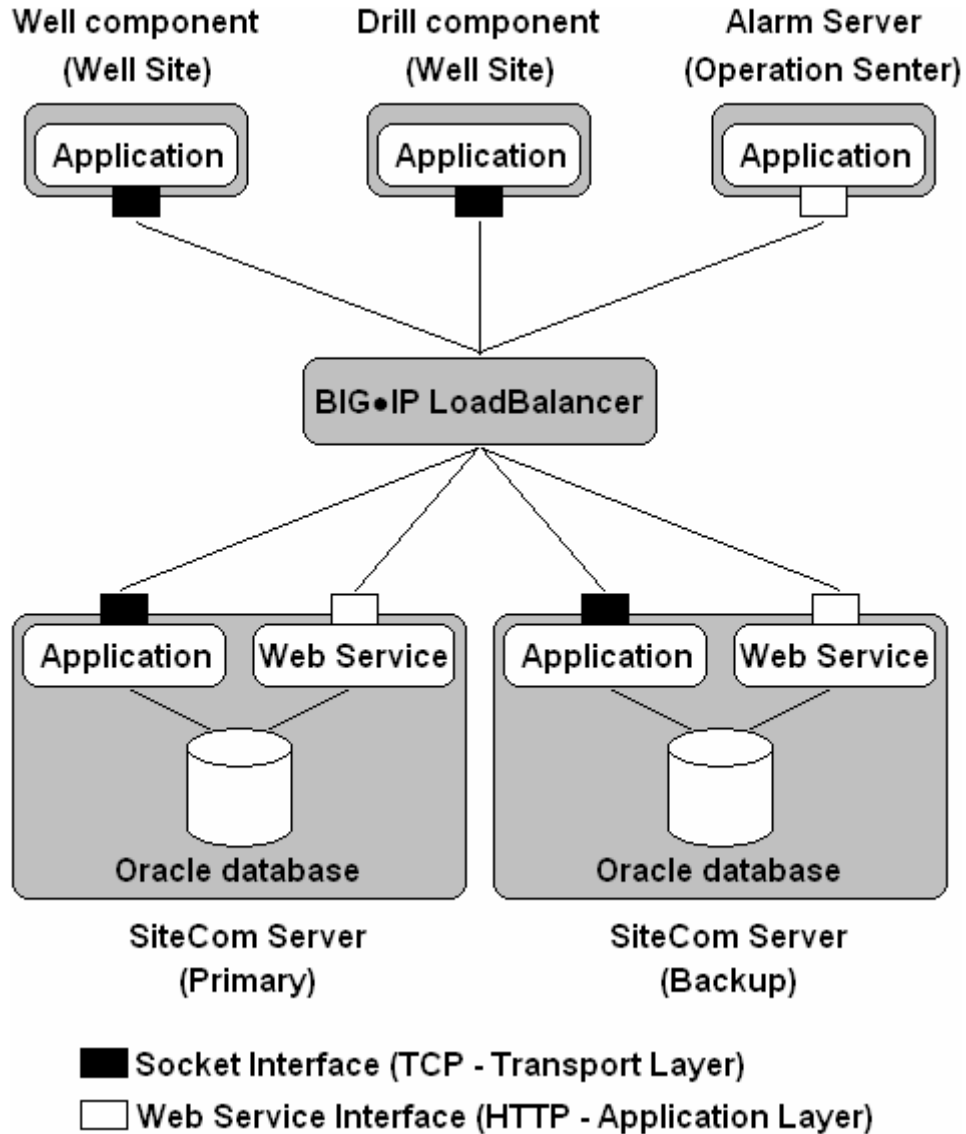 Well component
(Well Site)
Drill component
(Well Site)
Alarm Server
(Operation Senter)
Application
Application
Application
BIG●IP LoadBalancer
Application
Web Service
Application
Web Service
Oracle database
Oracle database
SiteCom Server
(Primary)
SiteCom Server
(Backup)
Socket Interface (TCP - Transport Layer)
Web Service Interface (HTTP - Application Layer)